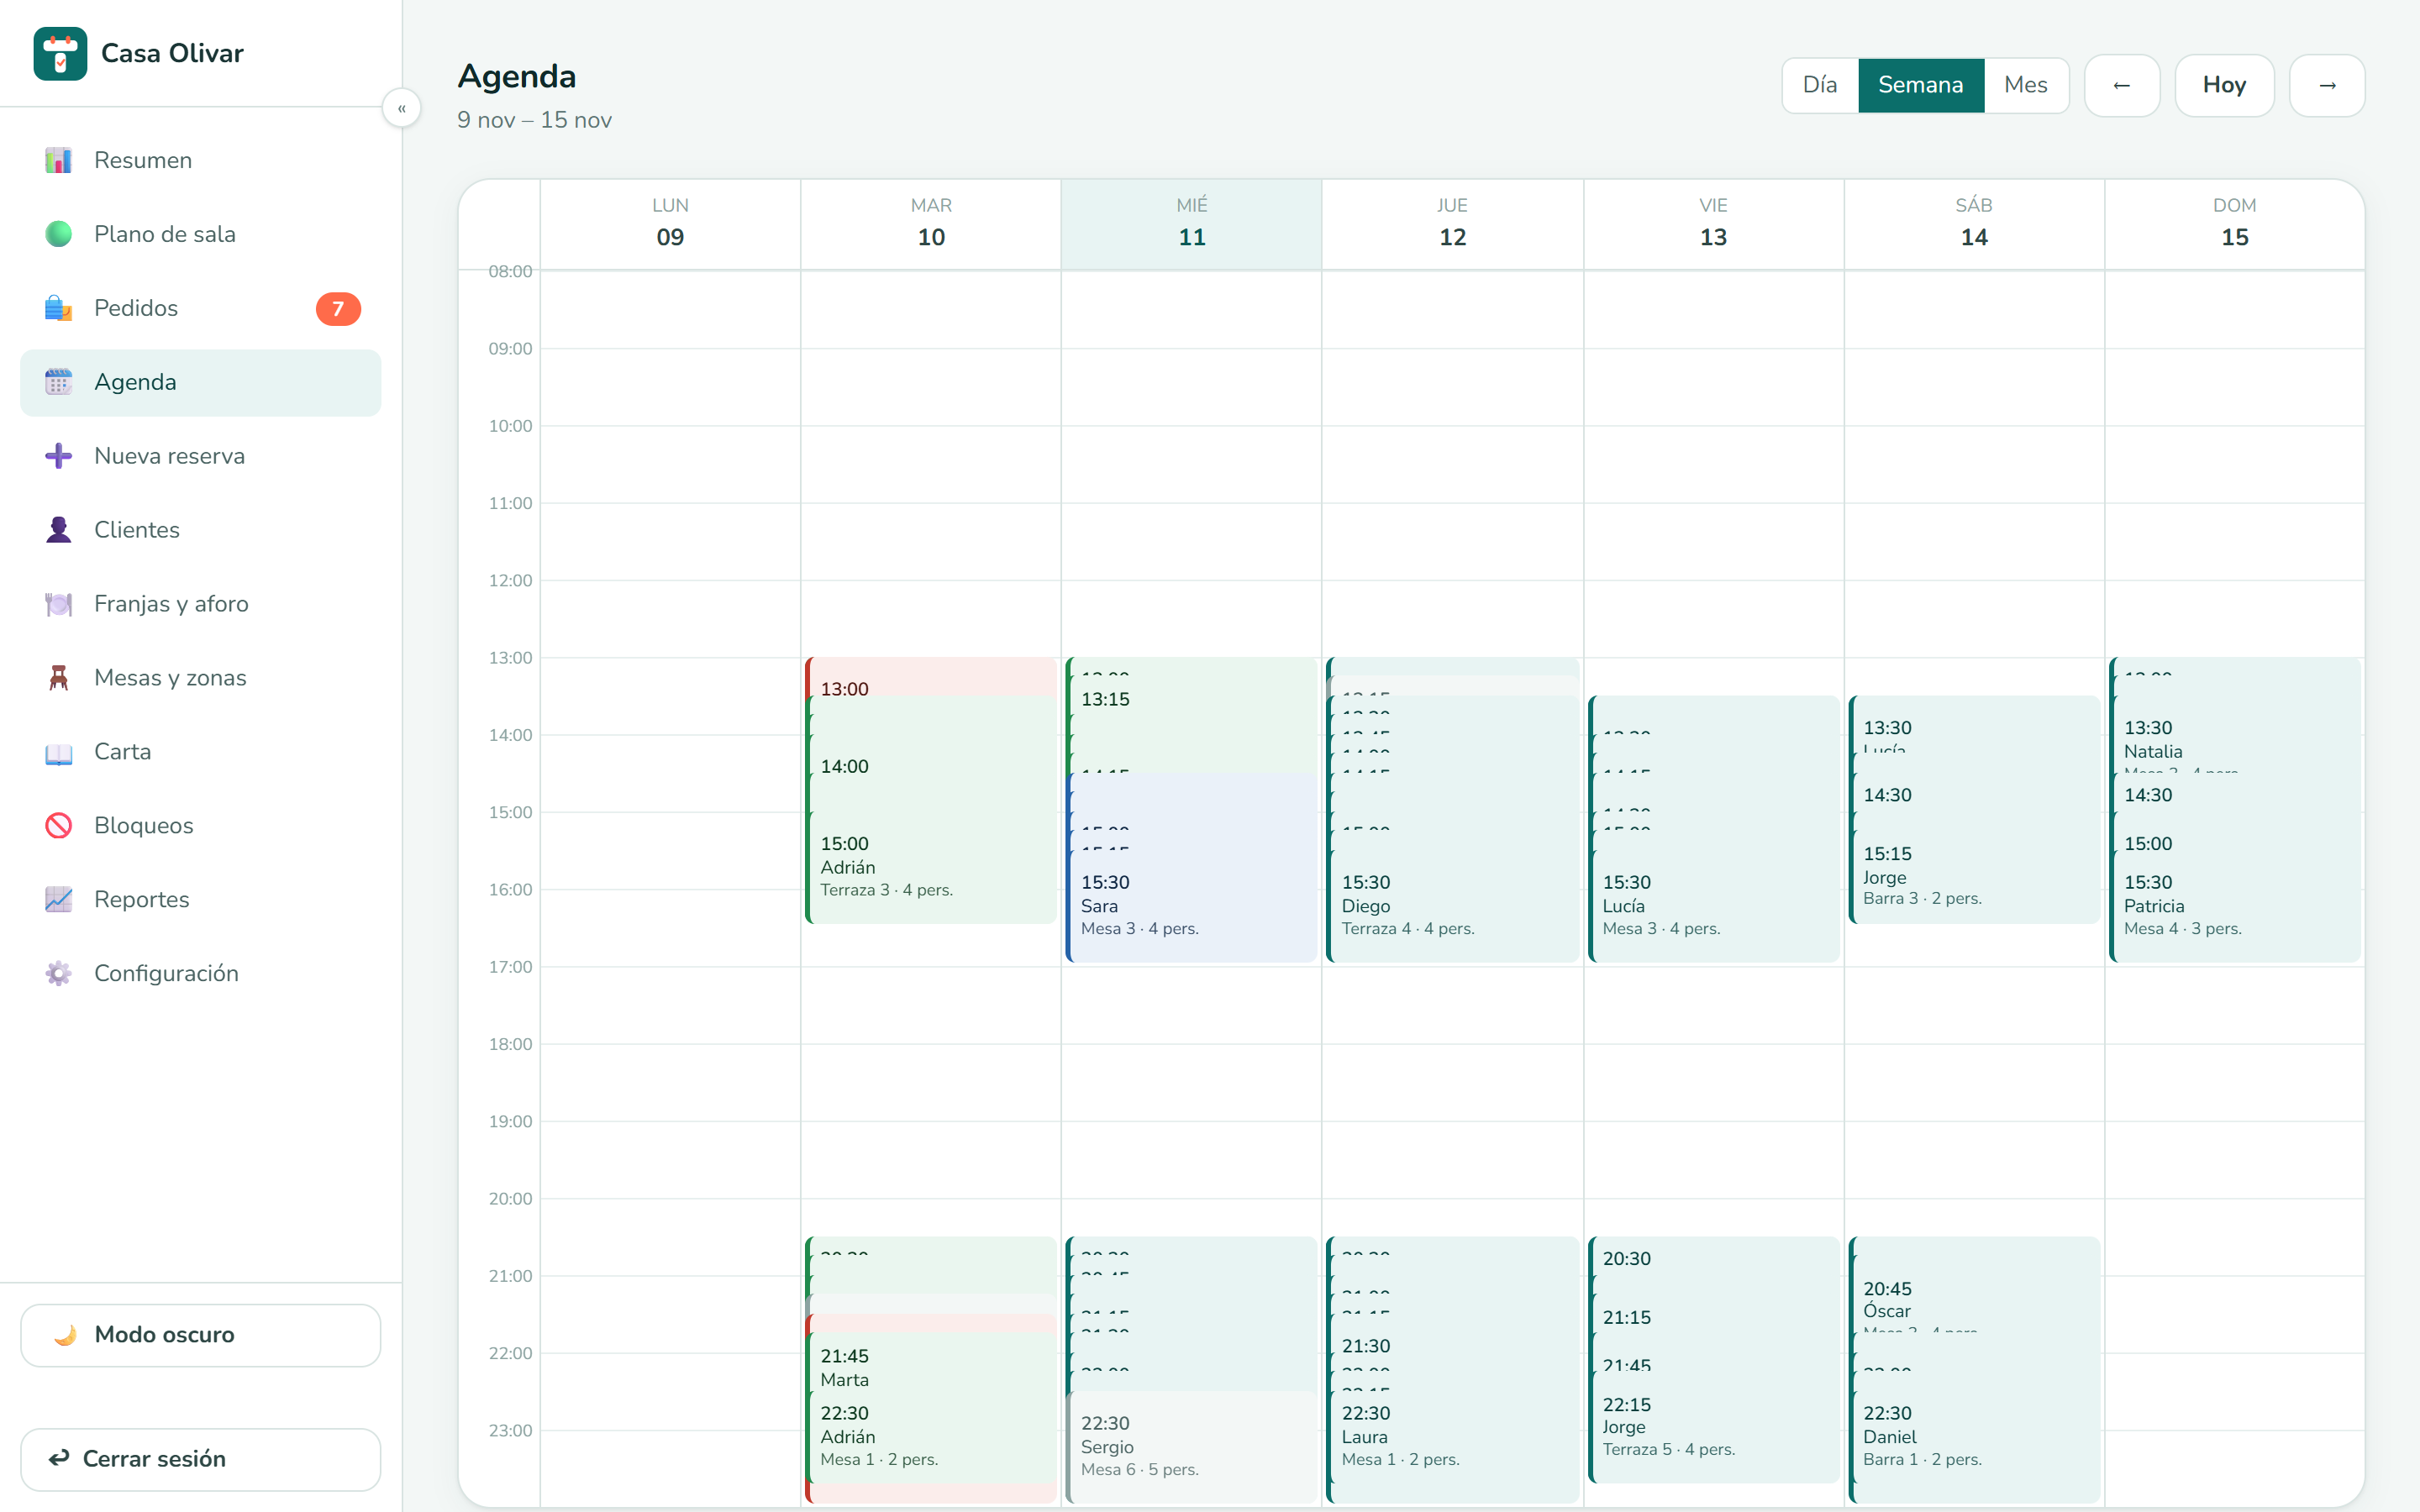 Casa Olivar
«
Resumen
Plano de sala
Pedidos 7
Agenda
Nueva reserva
Clientes
Franjas y aforo
Mesas y zonas
Carta
Bloqueos
Reportes
Configuración
Modo oscuro
Cerrar sesión
Agenda
9 nov – 15 nov
Día Semana Mes ← Hoy →
LUN MAR MIÉ JUE VIE SÁB DOM
09 10 11 12 13 14 15
08:00
09:00
10:00
11:00
12:00
13:00
14:00
15:00
16:00
17:00
18:00
19:00
20:00
21:00
22:00
23:00
13:00
14:00
15:00
Adrián
Terraza 3 · 4 pers.
21:45
Marta
22:30
Adrián
Mesa 1 · 2 pers.
13:15
15:30
Sara
Mesa 3 · 4 pers.
22:30
Sergio
Mesa 6 · 5 pers.
15:30
Diego
Terraza 4 · 4 pers.
21:30
22:30
Laura
Mesa 1 · 2 pers.
15:30
Lucía
Mesa 3 · 4 pers.
20:30
21:15
21:45
22:15
Jorge
Terraza 5 · 4 pers.
13:30
Lucía
14:30
15:15
Jorge
Barra 3 · 2 pers.
20:45
Óscar
22:30
Daniel
Barra 1 · 2 pers.
13:30
Natalia
14:30
15:00
15:30
Patricia
Mesa 4 · 3 pers.